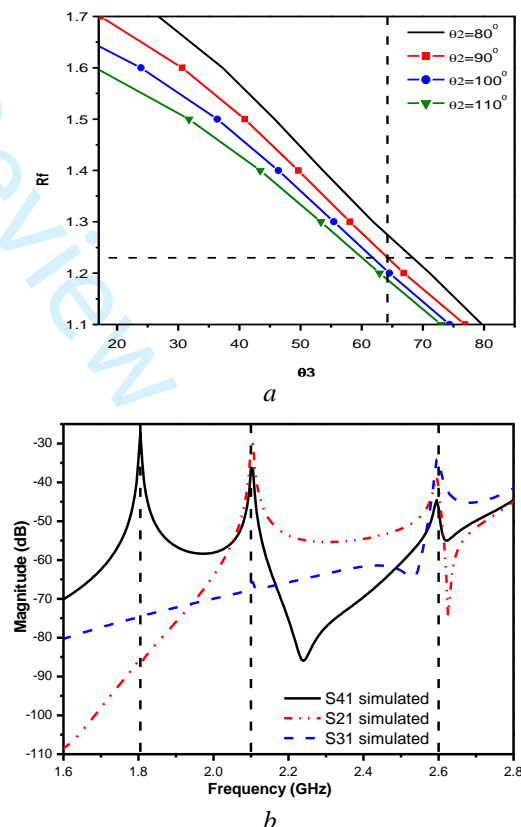 Review
1.7
1.6
1.5
1.4
1.3
1.2
1.1
Rf
θ2=80°
θ2=90°
θ2=100°
θ2=110°
20 30 40 50 60 70 80
θ3
a
-30
-40
-50
-60
-70
-80
-90
-100
-110
Magnitude (dB)
S41 simulated
S21 simulated
S31 simulated
1.6 1.8 2.0 2.2 2.4 2.6 2.8
Frequency (GHz)
b